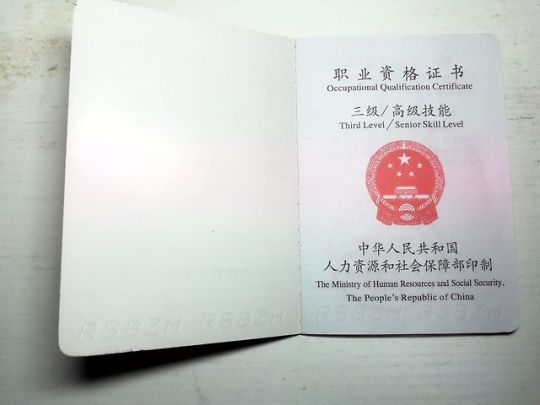 职业资格证书
Occupational Qualification Certificate
三级/高级技能
Third Level/Senior Skill Level
中华人民共和国
人力资源和社会保障部印制
The Ministry of Human Resources and Social Security,
The People's Republic of China
RSBZH RSBZH RSBZH RSBZH